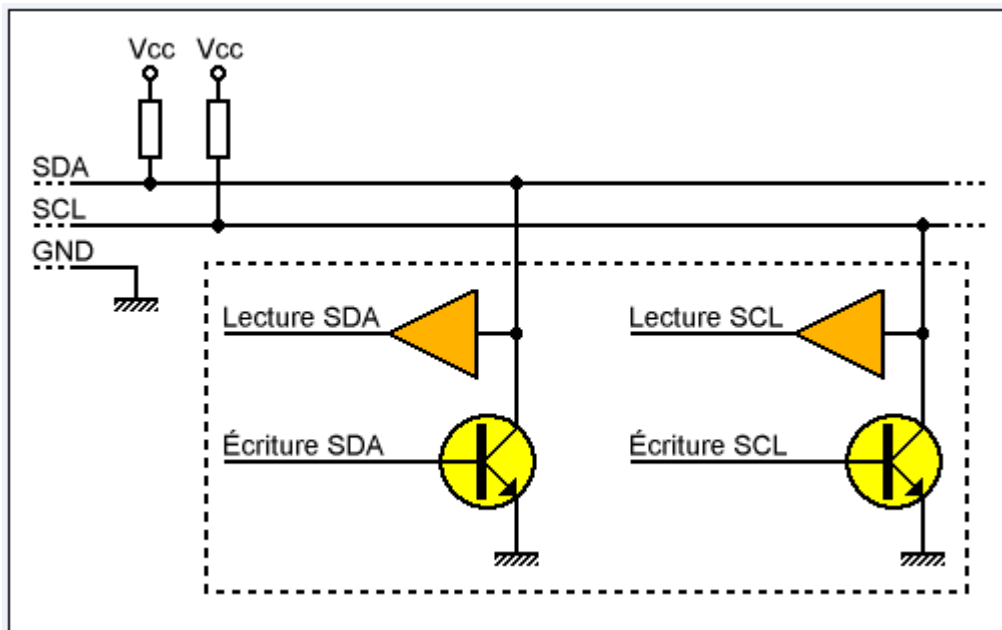 Vcc Vcc
SDA
SCL
GND
Lecture SDA
Lecture SCL
Écriture SDA
Écriture SCL